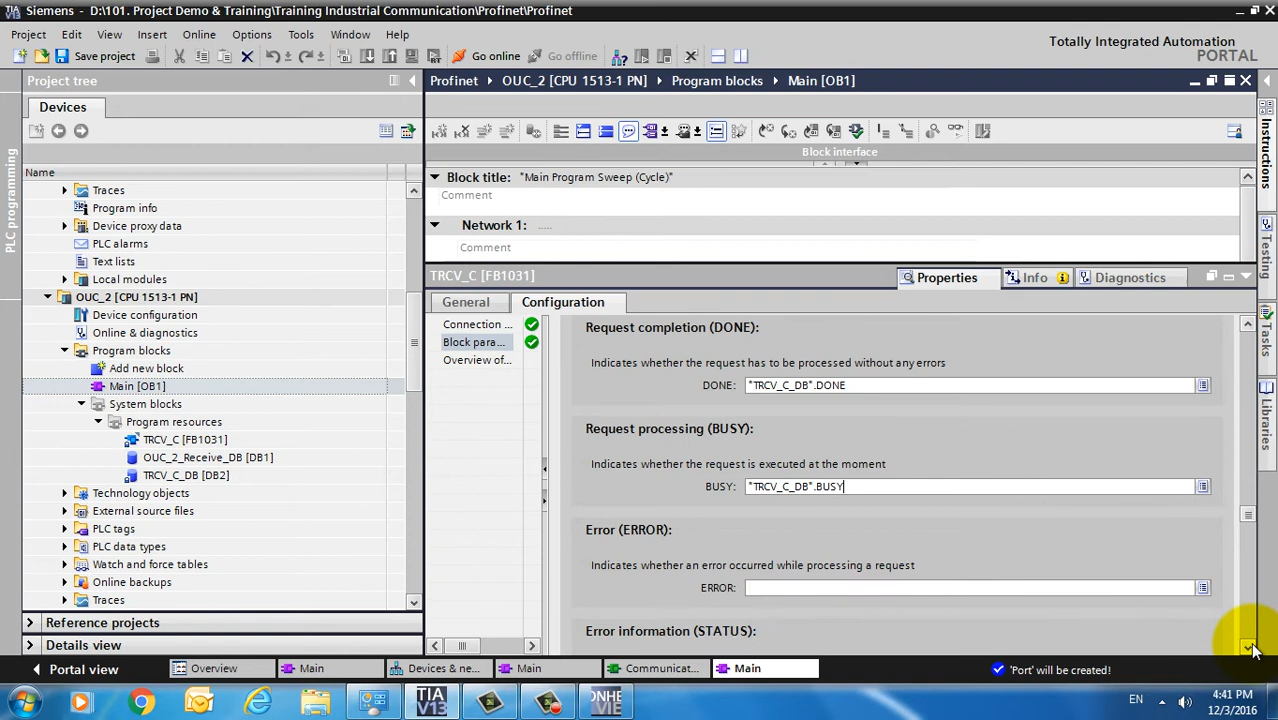 Siemens - D:\101. Project Demo & Training\Training Industrial Communication\Profinet\Profinet
TIA
V13
Project Edit View Insert Online Options Tools Window Help
Totally Integrated Automation
PORTAL
Save project
Go online
Go offline
Project tree
Profinet OUC_2 [CPU 1513-1 PN] Program blocks Main [OB1]
Devices
Block interface
Name
Traces
Program info
Device proxy data
PLC alarms
Text lists
Local modules
OUC_2 [CPU 1513-1 PN]
Device configuration
Online & diagnostics
Program blocks
Add new block
Main [OB1]
System blocks
Program resources
TRCV_C [FB1031]
OUC_2_Receive_DB [DB1]
TRCV_C_DB [DB2]
Technology objects
External source files
PLC tags
PLC data types
Watch and force tables
Online backups
Traces
Reference projects
Details view
PLC programming
Block title: "Main Program Sweep (Cycle)"
Comment
Network 1: .....
Comment
TRCV_C [FB1031]
Properties
Info
Diagnostics
General
Configuration
Connection ...
Block para...
Overview of...
Request completion (DONE):
Indicates whether the request has to be processed without any errors
DONE: "TRCV_C_DB".DONE
Request processing (BUSY):
Indicates whether the request is executed at the moment
BUSY: "TRCV_C_DB".BUSY
Error (ERROR):
Indicates whether an error occurred while processing a request
ERROR:
Error information (STATUS):
Instructions
Testing
Tasks
Libraries
Portal view
Overview
Main
Devices & ne...
Main
Communicat...
Main
'Port' will be created!
TIA
V13
EN
4:41 PM
12/3/2016